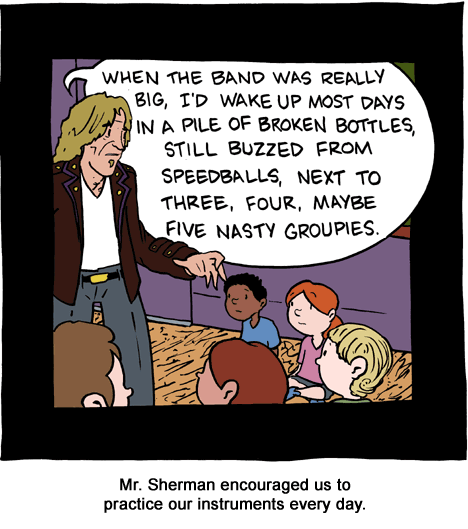 WHEN THE BAND WAS REALLY
BIG, I'D WAKE UP MOST DAYS
IN A PILE OF BROKEN BOTTLES,
STILL BUZZED FROM
SPEEDBALLS, NEXT TO
THREE, FOUR, MAYBE
FIVE NASTY GROUPIES.
Mr. Sherman encouraged us to
practice our instruments every day.